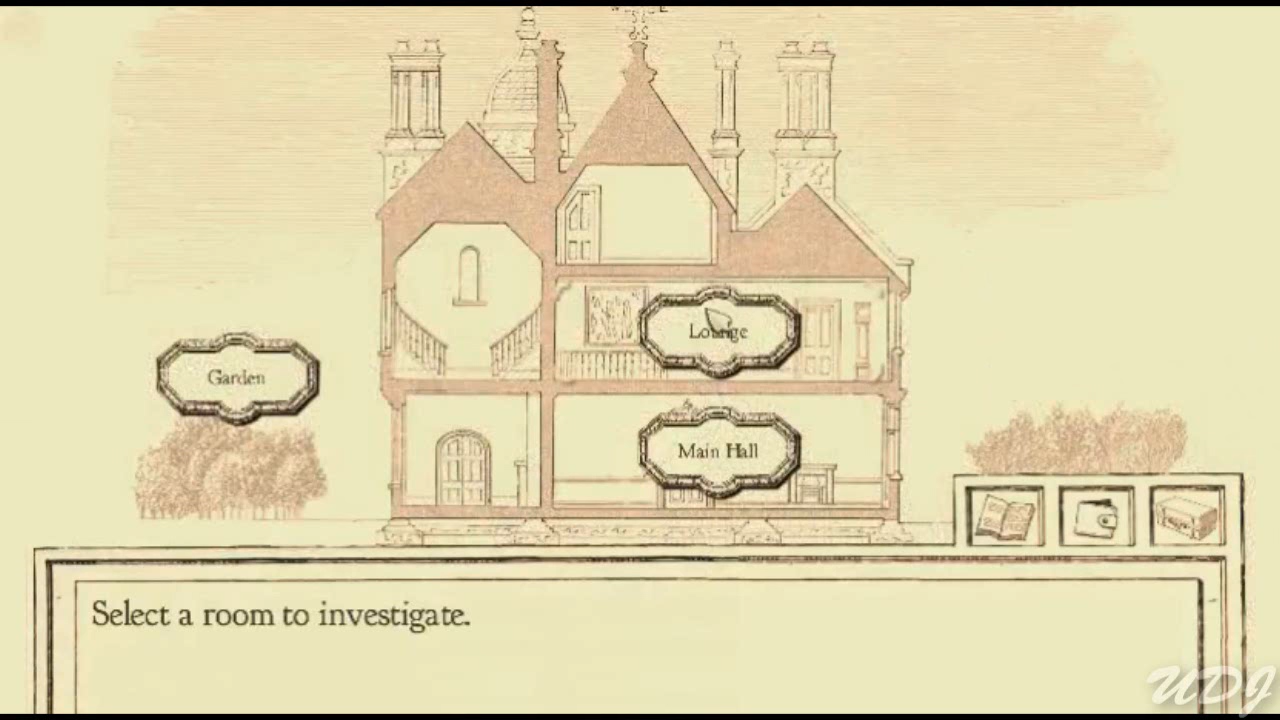 Lounge
Garden
Main Hall
Select a room to investigate.
UDJ